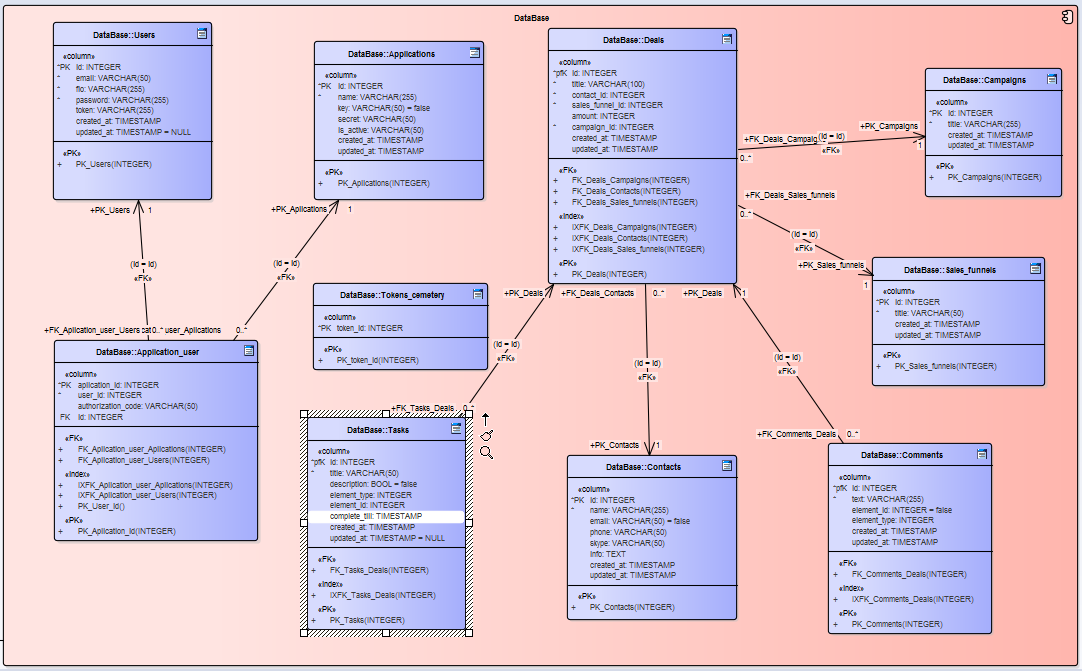 DataBase
DataBase::Users
«column»
*PK Id: INTEGER
* email: VARCHAR(50)
* fio: VARCHAR(255)
* password: VARCHAR(255)
token: VARCHAR(255)
created_at: TIMESTAMP
updated_at: TIMESTAMP = NULL
«PK»
+ PK_Users(INTEGER)
DataBase::Applications
«column»
*PK Id: INTEGER
* name: VARCHAR(255)
key: VARCHAR(50) = false
secret: VARCHAR(50)
is_active: VARCHAR(50)
created_at: TIMESTAMP
updated_at: TIMESTAMP
«PK»
+ PK_Aplications(INTEGER)
DataBase::Deals
«column»
*pfK Id: INTEGER
* title: VARCHAR(100)
* contact_id: INTEGER
* sales_funnel_id: INTEGER
amount: INTEGER
* campaign_id: INTEGER
created_at: TIMESTAMP
updated_at: TIMESTAMP
«FK»
+ FK_Deals_Campaigns(INTEGER)
+ FK_Deals_Contacts(INTEGER)
+ FK_Deals_Sales_funnels(INTEGER)
«index»
+ IXFK_Deals_Campaigns(INTEGER)
+ IXFK_Deals_Contacts(INTEGER)
+ IXFK_Deals_Sales_funnels(INTEGER)
«PK»
+ PK_Deals(INTEGER)
DataBase::Campaigns
«column»
*PK Id: INTEGER
* title: VARCHAR(255)
created_at: TIMESTAMP
updated_at: TIMESTAMP
«PK»
+ PK_Campaigns(INTEGER)
+FK_Deals_Campaig
(Id = Id)
«FK»
+PK_Campaigns
0..*
1
+FK_Deals_Sales_funnels
0..*
(Id = Id)
«FK»
+PK_Sales_funnels
1
+PK_Users 1
(Id = Id)
«FK»
+PK_Aplications 1
(Id = Id)
«FK»
+FK_Aplication_user_Users
0..*
user_Aplications
0..*
DataBase::Sales_funnels
«column»
*PK Id: INTEGER
* title: VARCHAR(50)
created_at: TIMESTAMP
updated_at: TIMESTAMP
«PK»
+ PK_Sales_funnels(INTEGER)
DataBase::Tokens_cemetery
«column»
*PK token_id: INTEGER
«PK»
+ PK_token_id(INTEGER)
+PK_Deals
+FK_Deals_Contacts 0..*
+PK_Deals 1
(Id = Id)
«FK»
(Id = Id)
«FK»
(Id = Id)
«FK»
+FK_Tasks_Deals 0..*
+PK_Contacts 1
+FK_Comments_Deals 0..*
DataBase::Application_user
«column»
*PK aplication_id: INTEGER
* user_id: INTEGER
authorization_code: VARCHAR(50)
FK Id: INTEGER
«FK»
+ FK_Aplication_user_Aplications(INTEGER)
+ FK_Aplication_user_Users(INTEGER)
«index»
+ IXFK_Aplication_user_Aplications(INTEGER)
+ IXFK_Aplication_user_Users(INTEGER)
+ PK_User_id()
«PK»
+ PK_Aplication_id(INTEGER)
DataBase::Tasks
«column»
*pfK Id: INTEGER
* title: VARCHAR(50)
description: BOOL = false
element_type: INTEGER
element_id: INTEGER
complete_till: TIMESTAMP
created_at: TIMESTAMP
updated_at: TIMESTAMP = NULL
«FK»
+ FK_Tasks_Deals(INTEGER)
«index»
+ IXFK_Tasks_Deals(INTEGER)
«PK»
+ PK_Tasks(INTEGER)
DataBase::Contacts
«column»
*PK Id: INTEGER
* name: VARCHAR(255)
email: VARCHAR(50) = false
phone: VARCHAR(50)
skype: VARCHAR(50)
info: TEXT
created_at: TIMESTAMP
updated_at: TIMESTAMP
«PK»
+ PK_Contacts(INTEGER)
DataBase::Comments
«column»
*pfK Id: INTEGER
* text: VARCHAR(255)
element_id: INTEGER = false
element_type: INTEGER
created_at: TIMESTAMP
updated_at: TIMESTAMP
«FK»
+ FK_Comments_Deals(INTEGER)
«index»
+ IXFK_Comments_Deals(INTEGER)
«PK»
+ PK_Comments(INTEGER)